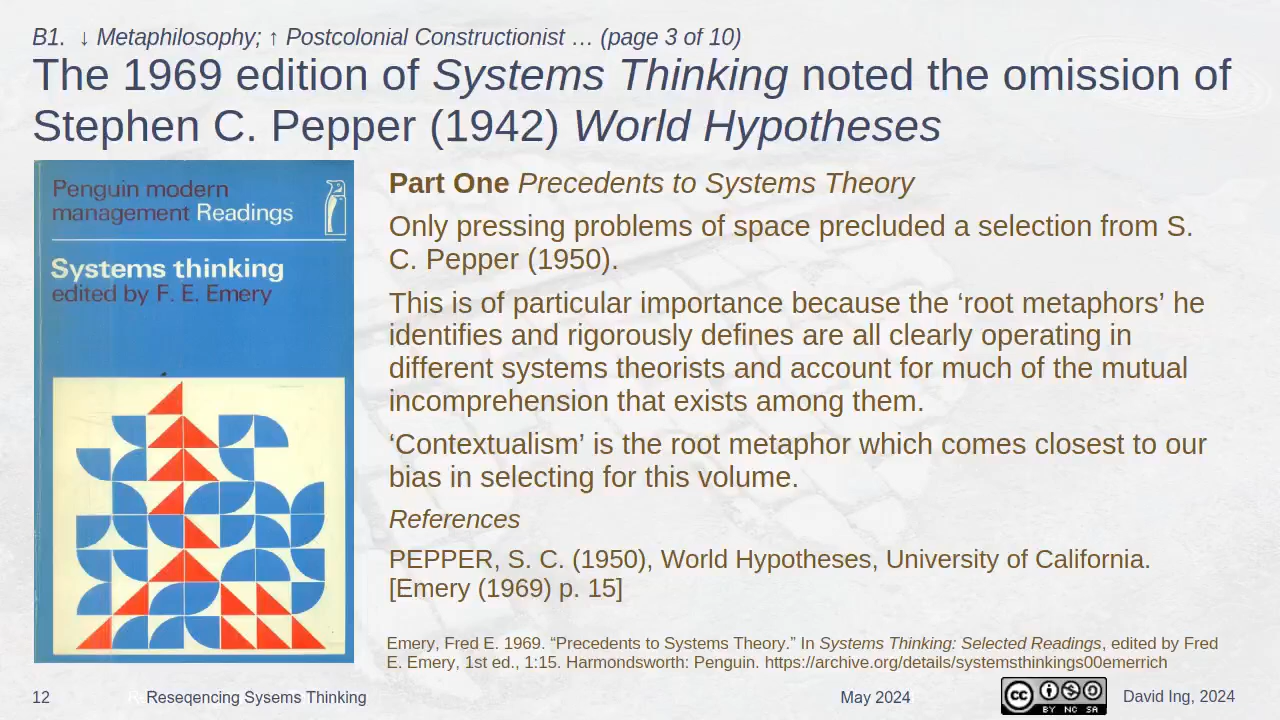 B1.  ↓ Metaphilosophy; ↑ Postcolonial Constructionist … (page 3 of 10)
The 1969 edition of Systems Thinking noted the omission of
Stephen C. Pepper (1942) World Hypotheses
Penguin modern
management Readings
Systems thinking
edited by F. E. Emery
Part One Precedents to Systems Theory
Only pressing problems of space precluded a selection from S.
C. Pepper (1950).
This is of particular importance because the ‘root metaphors’ he
identifies and rigorously defines are all clearly operating in
different systems theorists and account for much of the mutual
incomprehension that exists among them.
‘Contextualism’ is the root metaphor which comes closest to our
bias in selecting for this volume.
References
PEPPER, S. C. (1950), World Hypotheses, University of California.
[Emery (1969) p. 15]
Emery, Fred E. 1969. “Precedents to Systems Theory.” In Systems Thinking: Selected Readings, edited by Fred
E. Emery, 1st ed., 1:15. Harmondsworth: Penguin. https://archive.org/details/systemsthinkings00emerrich
12
Reseqencing Sysems Thinking
May 2024
cc
BY NC SA
David Ing, 2024